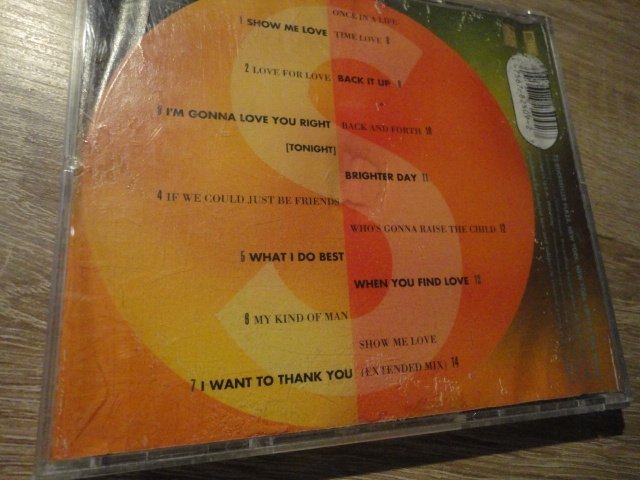 1 SHOW ME LOVE
2 LOVE FOR LOVE
3 I'M GONNA LOVE YOU RIGHT
[TONIGHT]
4 IF WE COULD JUST BE FRIENDS
5 WHAT I DO BEST
6 MY KIND OF MAN
7 I WANT TO THANK YOU
ONCE IN A LIFE
TIME LOVE 8
BACK IT UP 9
BACK AND FORTH 10
BRIGHTER DAY 11
WHO'S GONNA RAISE THE CHILD 12
WHEN YOU FIND LOVE 13
SHOW ME LOVE
(EXTENDED MIX) 14